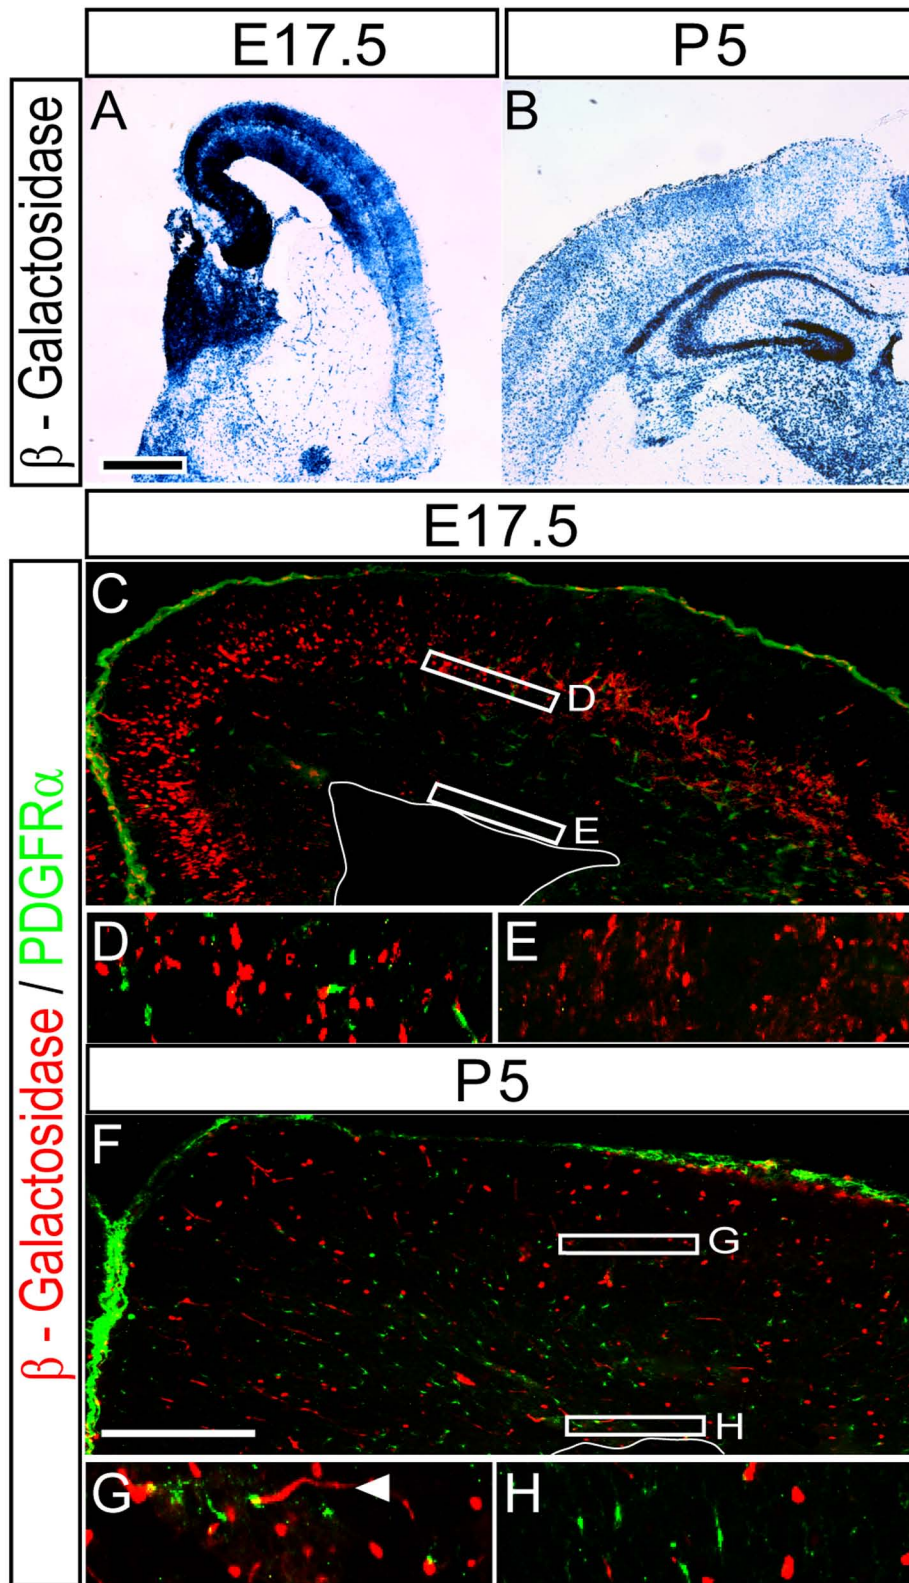 E17.5
P5
β - Galactosidase
A
B
E17.5
β - Galactosidase / PDGFRα
C
D
E
D
E
P5
F
G
H
G
H